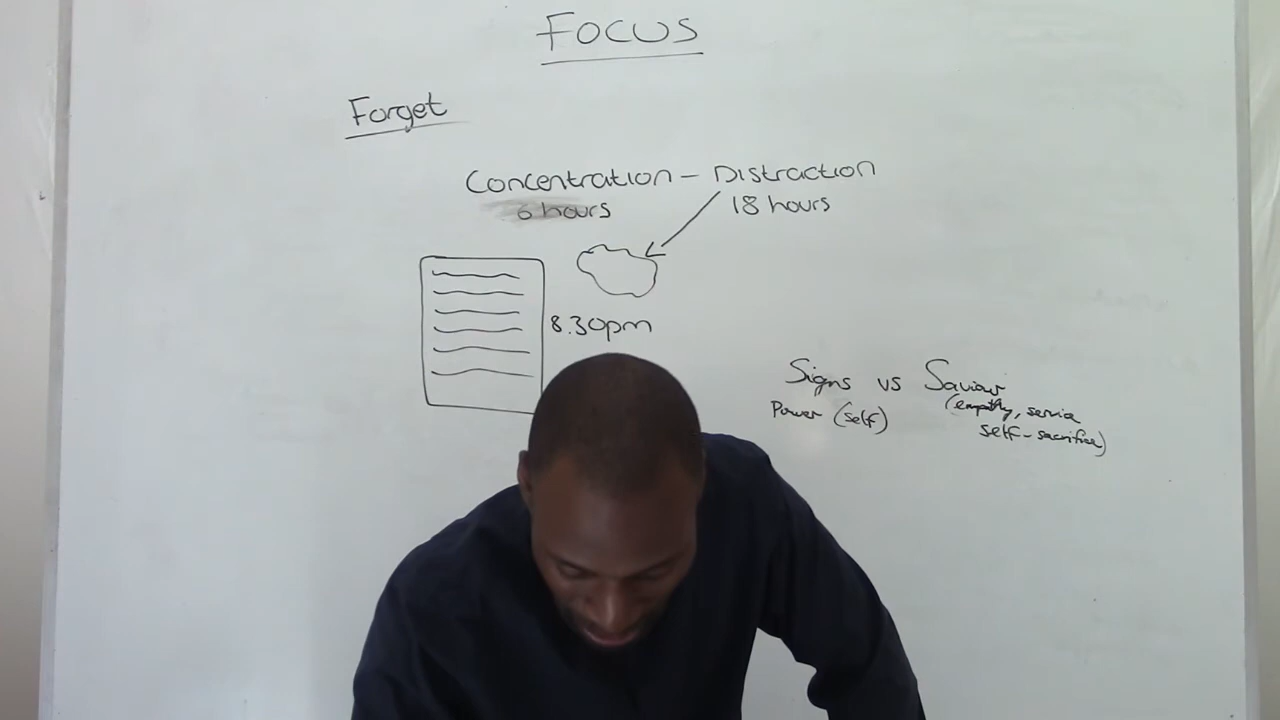 FOCUS
Forget
Concentration – Distraction
6 hours 18 hours
8.30pm
Signs vs Saviour
Power (self) (empathy, service
self-sacrifice)